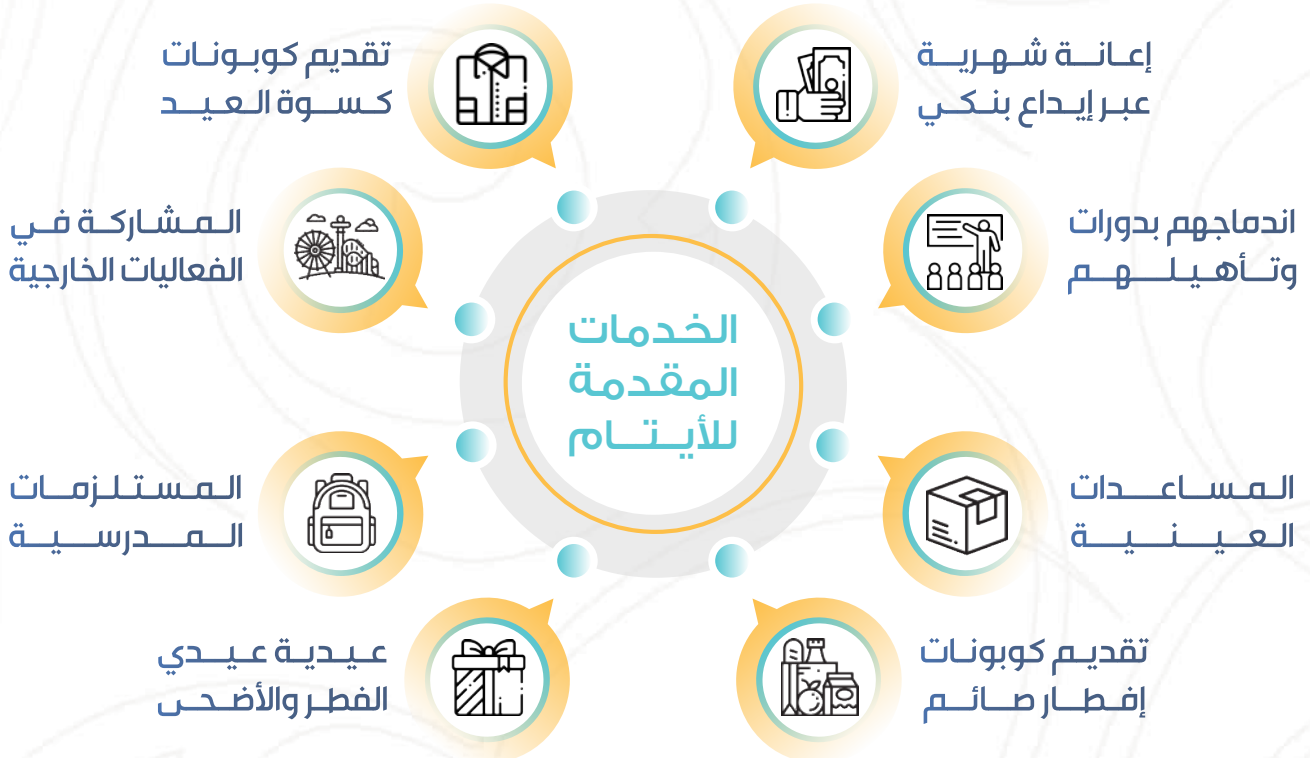 الخدمات
المقدمة
للأيتام
إعانة شهرية
عبر إيداع بنكي
اندماجهم بدورات
وتأهيلهم
المساعدات
العينية
تقديم كوبونات
إفطار صائم
تقديم كوبونات
كسوة العيد
المشاركة في
الفعاليات الخارجية
المستلزمات
المدرسية
عيدية عيدي
الفطر والأضحى